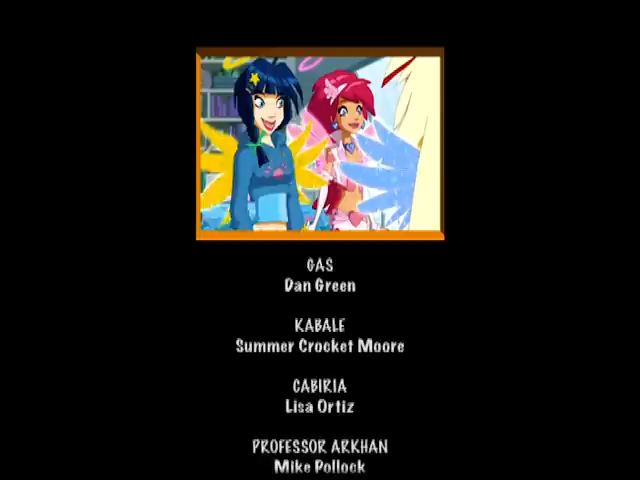 GAS
Dan Green
KABALE
Summer Crocket Moore
CABIRIA
Lisa Ortiz
PROFESSOR ARKHAN
Mike Pollock